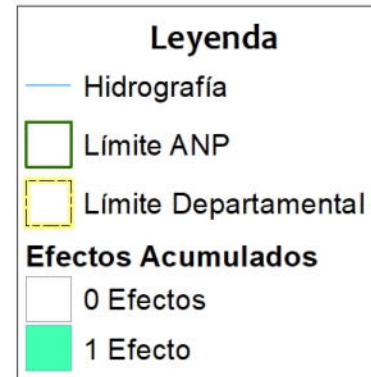 Leyenda
Hidrografía
Límite ANP
Límite Departamental
Efectos Acumulados
0 Efectos
1 Efecto